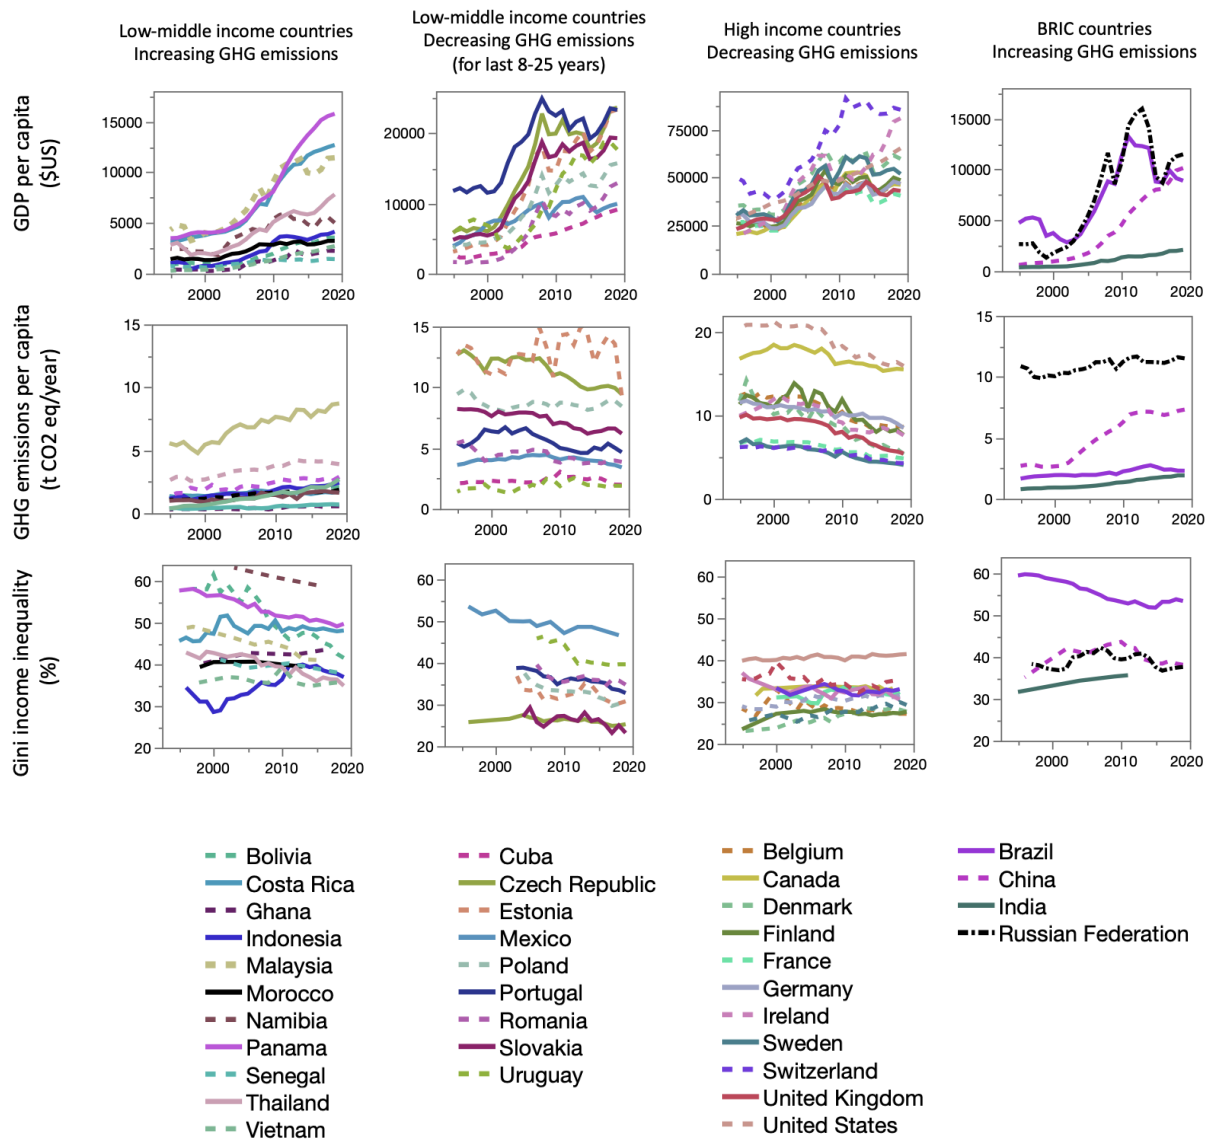 Low-middle income countries
Increasing GHG emissions
Low-middle income countries
Decreasing GHG emissions
(for last 8-25 years)
High income countries
Decreasing GHG emissions
BRIC countries
Increasing GHG emissions
GDP per capita
($US)
15000
10000
5000
0
2000
2010
2020
20000
10000
0
2000
2010
2020
75000
50000
25000
0
2000
2010
2020
15000
10000
5000
0
2000
2010
2020
GHG emissions per capita
(t CO2 eq/year)
15
10
5
0
2000
2010
2020
15
10
5
0
2000
2010
2020
20
10
0
2000
2010
2020
15
10
5
0
2000
2010
2020
Gini income inequality
(%)
60
50
40
30
20
2000
2010
2020
60
50
40
30
20
2000
2010
2020
60
50
40
30
20
2000
2010
2020
60
50
40
30
20
2000
2010
2020
Bolivia
Costa Rica
Ghana
Indonesia
Malaysia
Morocco
Namibia
Panama
Senegal
Thailand
Vietnam
Cuba
Czech Republic
Estonia
Mexico
Poland
Portugal
Romania
Slovakia
Uruguay
Belgium
Canada
Denmark
Finland
France
Germany
Ireland
Sweden
Switzerland
United Kingdom
United States
Brazil
China
India
Russian Federation